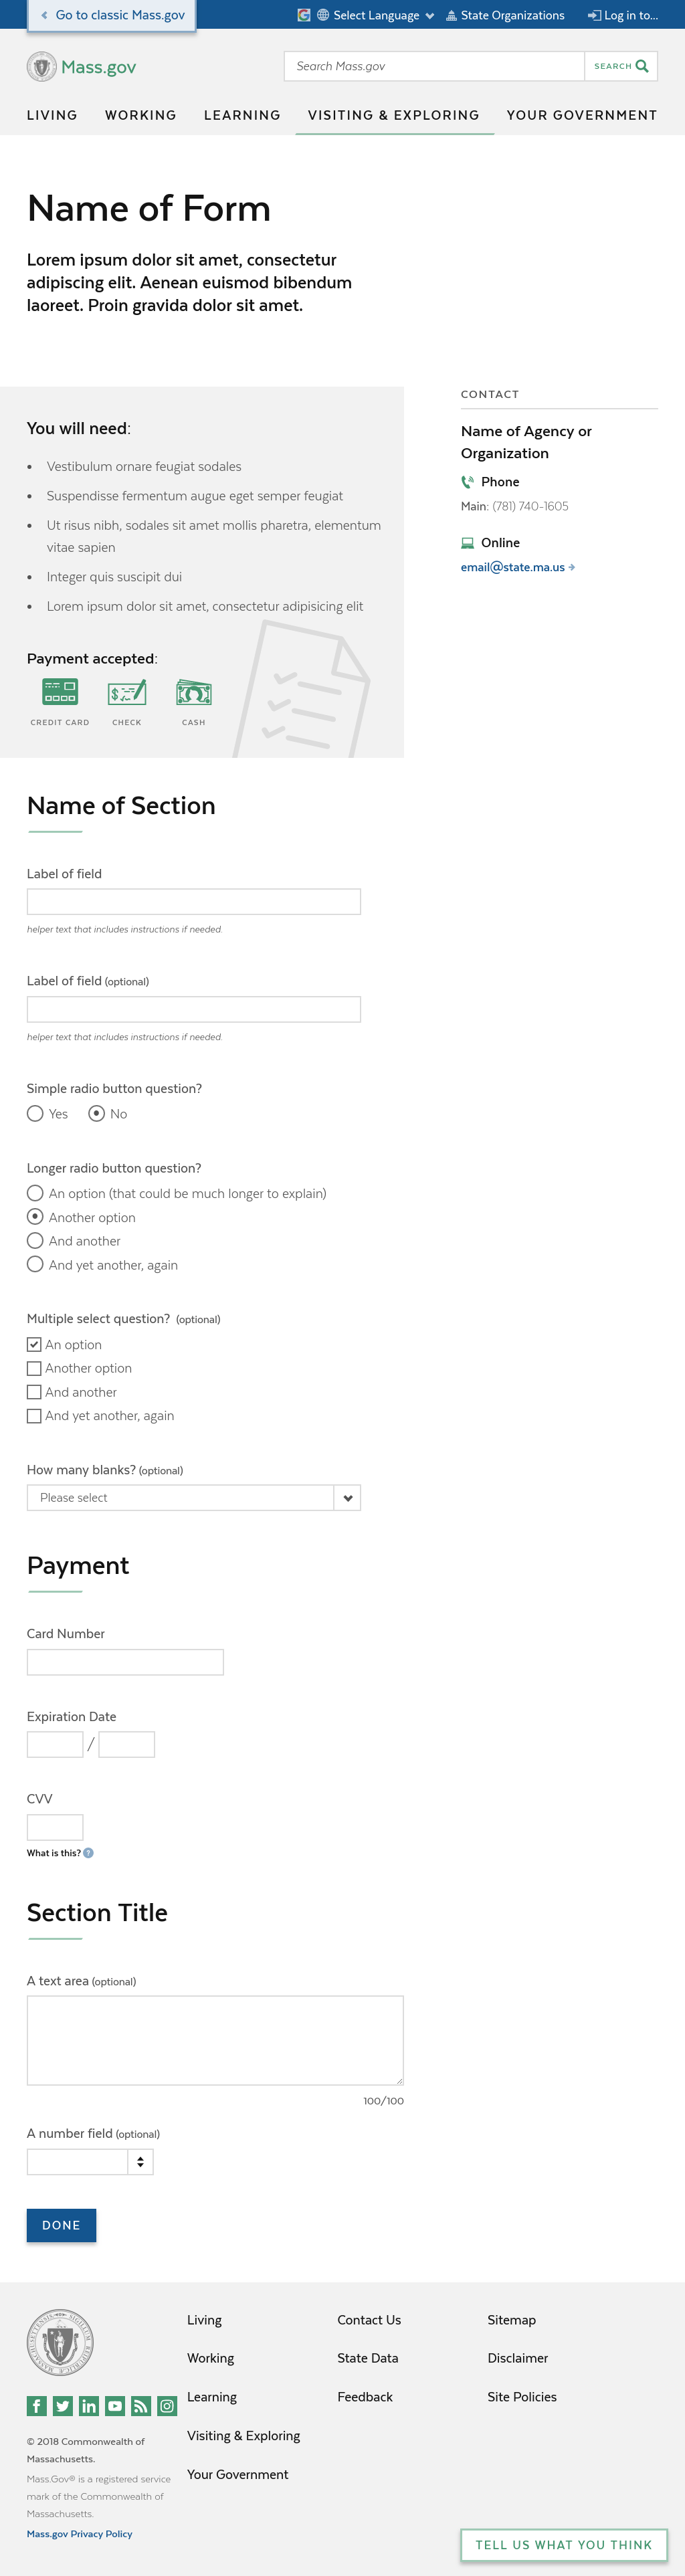 Go to classic Mass.gov
Select Language
State Organizations
Log in to...
Mass.gov
Search Mass.gov
SEARCH
LIVING
WORKING
LEARNING
VISITING & EXPLORING
YOUR GOVERNMENT
Name of Form
Lorem ipsum dolor sit amet, consectetur
adipiscing elit. Aenean euismod bibendum
laoreet. Proin gravida dolor sit amet.
You will need:
• Vestibulum ornare feugiat sodales
• Suspendisse fermentum augue eget semper feugiat
• Ut risus nibh, sodales sit amet mollis pharetra, elementum
vitae sapien
• Integer quis suscipit dui
• Lorem ipsum dolor sit amet, consectetur adipisicing elit
Payment accepted:
CREDIT CARD
CHECK
CASH
CONTACT
Name of Agency or
Organization
Phone
Main: (781) 740-1605
Online
email@state.ma.us
Name of Section
Label of field
helper text that includes instructions if needed.
Label of field (optional)
helper text that includes instructions if needed.
Simple radio button question?
Yes
No
Longer radio button question?
An option (that could be much longer to explain)
Another option
And another
And yet another, again
Multiple select question? (optional)
An option
Another option
And another
And yet another, again
How many blanks? (optional)
Please select
Payment
Card Number
Expiration Date
/
CVV
What is this? ?
Section Title
A text area (optional)
100/100
A number field (optional)
DONE
Living
Working
Learning
Visiting & Exploring
Your Government
Contact Us
State Data
Feedback
Sitemap
Disclaimer
Site Policies
© 2018 Commonwealth of
Massachusetts.
Mass.Gov® is a registered service
mark of the Commonwealth of
Massachusetts.
Mass.gov Privacy Policy
TELL US WHAT YOU THINK